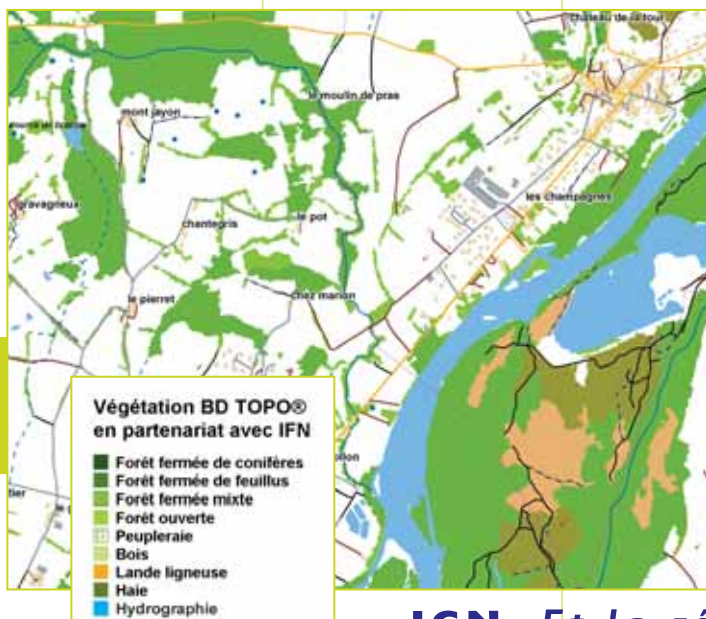 chateau de la tour
le moulin de pras
mont jayon
gravagneux
chantegris
le pot
les champagnes
le pierret
chez marion
Végétation BD TOPO®
en partenariat avec IFN
Forêt fermée de conifères
Forêt fermée de feuillus
Forêt fermée mixte
Forêt ouverte
Peupleraie
Bois
Lande ligneuse
Haie
Hydrographie